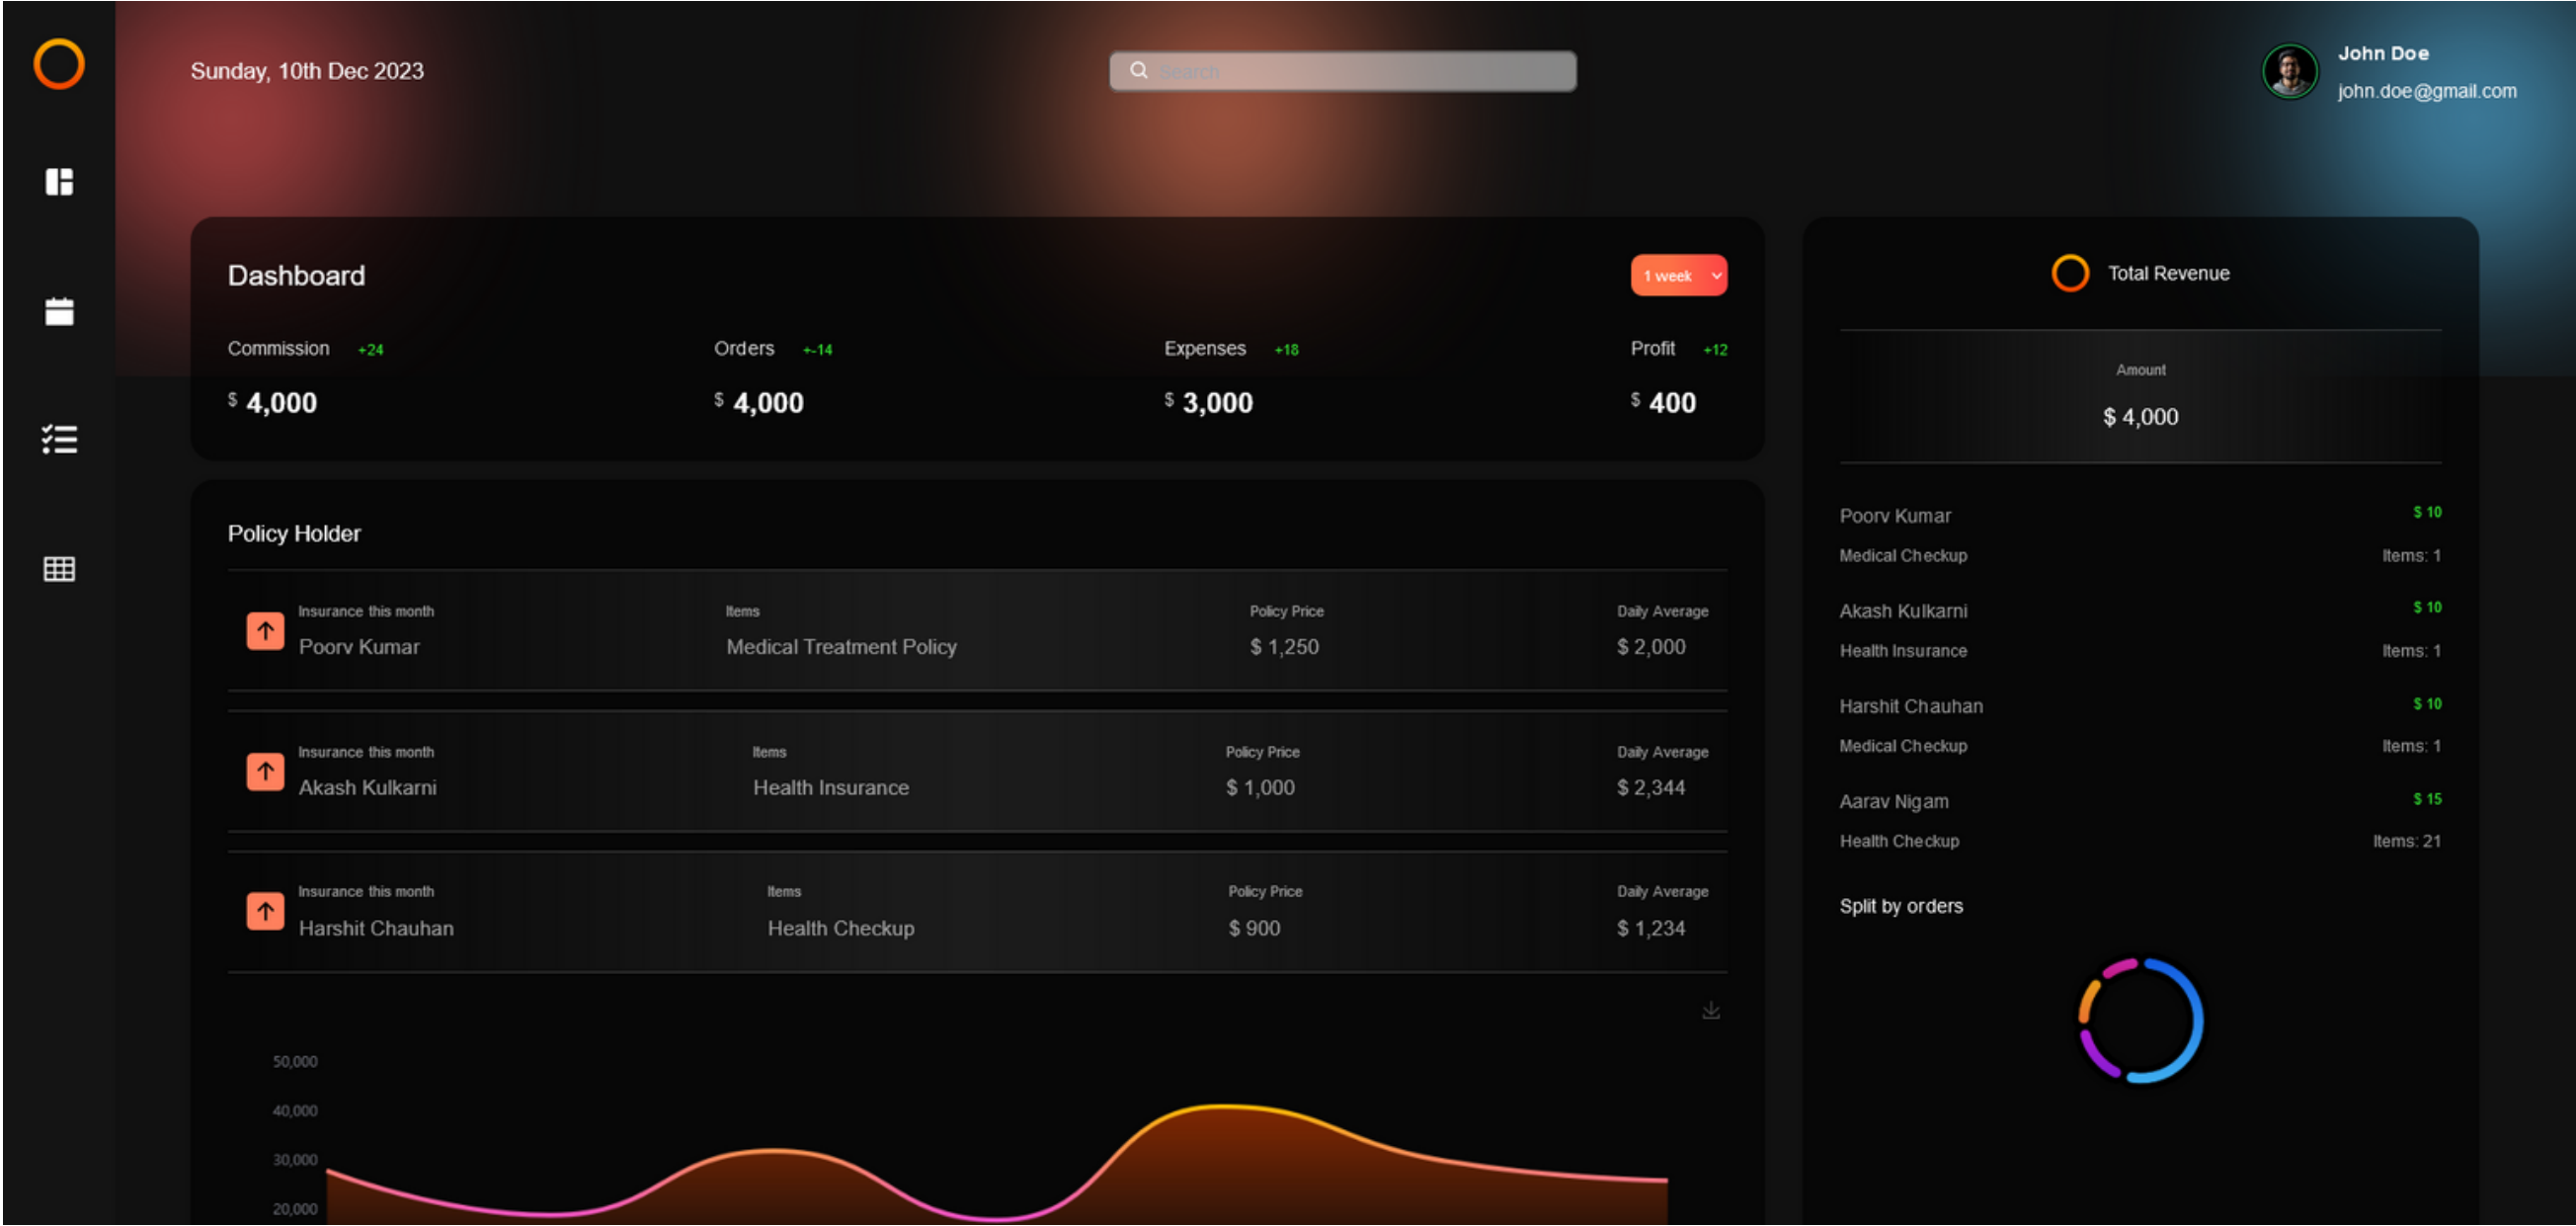 Sunday, 10th Dec 2023
Search
John Doe
john.doe@gmail.com
Dashboard
1 week
Commission +24
$ 4,000
Orders +-14
$ 4,000
Expenses +18
$ 3,000
Profit +12
$ 400
Policy Holder
Insurance this month Items Policy Price Daily Average
Poorv Kumar Medical Treatment Policy $ 1,250 $ 2,000
Insurance this month Items Policy Price Daily Average
Akash Kulkarni Health Insurance $ 1,000 $ 2,344
Insurance this month Items Policy Price Daily Average
Harshit Chauhan Health Checkup $ 900 $ 1,234
50,000
40,000
30,000
20,000
Total Revenue
Amount
$ 4,000
Poorv Kumar $ 10
Medical Checkup Items: 1
Akash Kulkarni $ 10
Health Insurance Items: 1
Harshit Chauhan $ 10
Medical Checkup Items: 1
Aarav Nigam $ 15
Health Checkup Items: 21
Split by orders